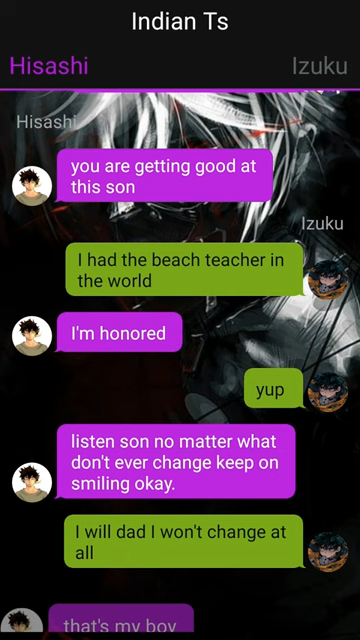 Indian Ts
Hisashi
Izuku
Hisashi
you are getting good at
this son
Izuku
I had the beach teacher in
the world
I'm honored
yup
listen son no matter what
don't ever change keep on
smiling okay.
I will dad I won't change at
all
that's my boy